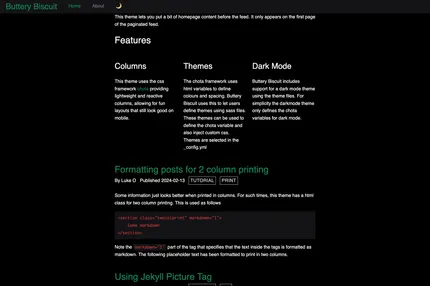 Buttery Biscuit Home About
This theme lets you put a bit of homepage content before the feed. It only appears on the first page
of the paginated feed.
Features
Columns
This theme uses the css
framework chota providing
lightweight and reactive
columns, allowing for fun
layouts that still look good on
mobile.
Themes
The chota framework uses
html variables to define
colours and spacing. Buttery
Biscuit uses this to let users
define themes using sass files.
These themes can be used to
define the chota variable and
also inject custom css.
Themes are selected in the
_config.yml
Dark Mode
Buttery Biscuit includes
support for a dark mode theme
using the theme files. For
simplicity the darkmode theme
only defines the chota
variables for dark mode.
Formatting posts for 2 column printing
By Luke O Published 2024-02-13 TUTORIAL PRINT
Some information just looks better when printed in columns. For such times, this theme has a html
class for two column printing. This is used as follows
<section class="twocolprint" markdown="1">
Some markdown
</section>
Note the markdown="1" part of the tag that specifies that the text inside the tags is formatted as
markdown. The following placeholder text has been formatted to print in two columns.
Using Jekyll Picture Tag